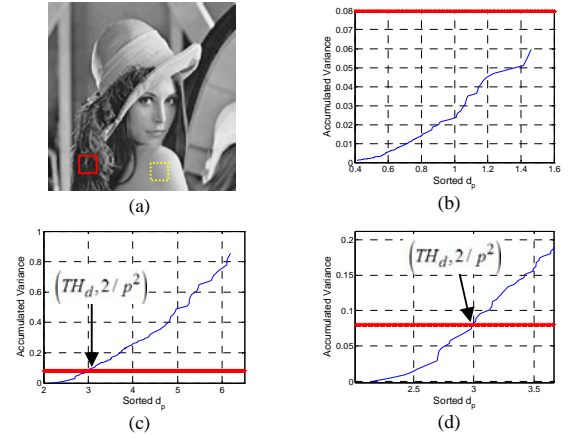 (a)
0.08
0.07
0.06
0.05
0.04
0.03
0.02
0.01
0
Accumulated Variance
0.4 0.6 0.8 1.0 1.2 1.4 1.6
Sorted d_p
(b)
1
0.8
0.6
0.4
0.2
0
Accumulated Variance
(TH_d, 2 / p^2)
2 3 4 5 6
Sorted d_p
(c)
0.2
0.15
0.1
0.05
0
Accumulated Variance
(TH_d, 2 / p^2)
2.5 3 3.5
Sorted d_p
(d)